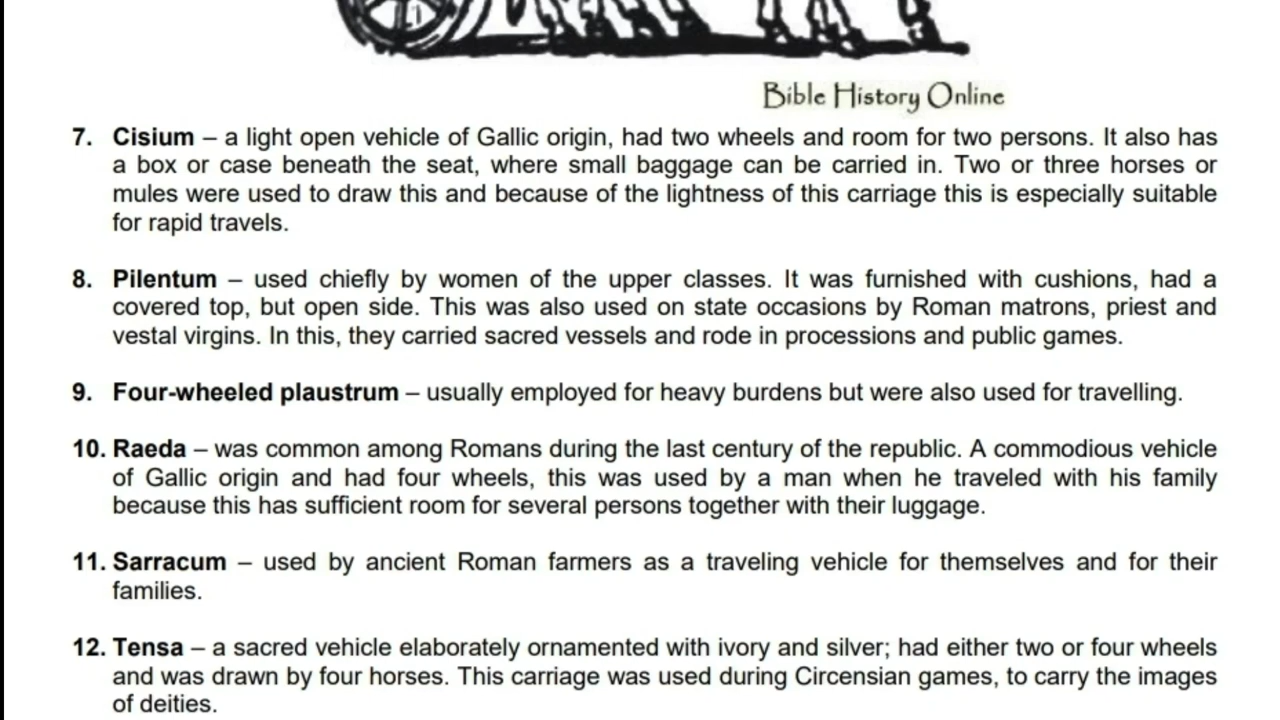 Bible History Online
7. Cisium – a light open vehicle of Gallic origin, had two wheels and room for two persons. It also has
a box or case beneath the seat, where small baggage can be carried in. Two or three horses or
mules were used to draw this and because of the lightness of this carriage this is especially suitable
for rapid travels.
8. Pilentum – used chiefly by women of the upper classes. It was furnished with cushions, had a
covered top, but open side. This was also used on state occasions by Roman matrons, priest and
vestal virgins. In this, they carried sacred vessels and rode in processions and public games.
9. Four-wheeled plaustrum – usually employed for heavy burdens but were also used for travelling.
10. Raeda – was common among Romans during the last century of the republic. A commodious vehicle
of Gallic origin and had four wheels, this was used by a man when he traveled with his family
because this has sufficient room for several persons together with their luggage.
11. Sarracum – used by ancient Roman farmers as a traveling vehicle for themselves and for their
families.
12. Tensa – a sacred vehicle elaborately ornamented with ivory and silver; had either two or four wheels
and was drawn by four horses. This carriage was used during Circensian games, to carry the images
of deities.